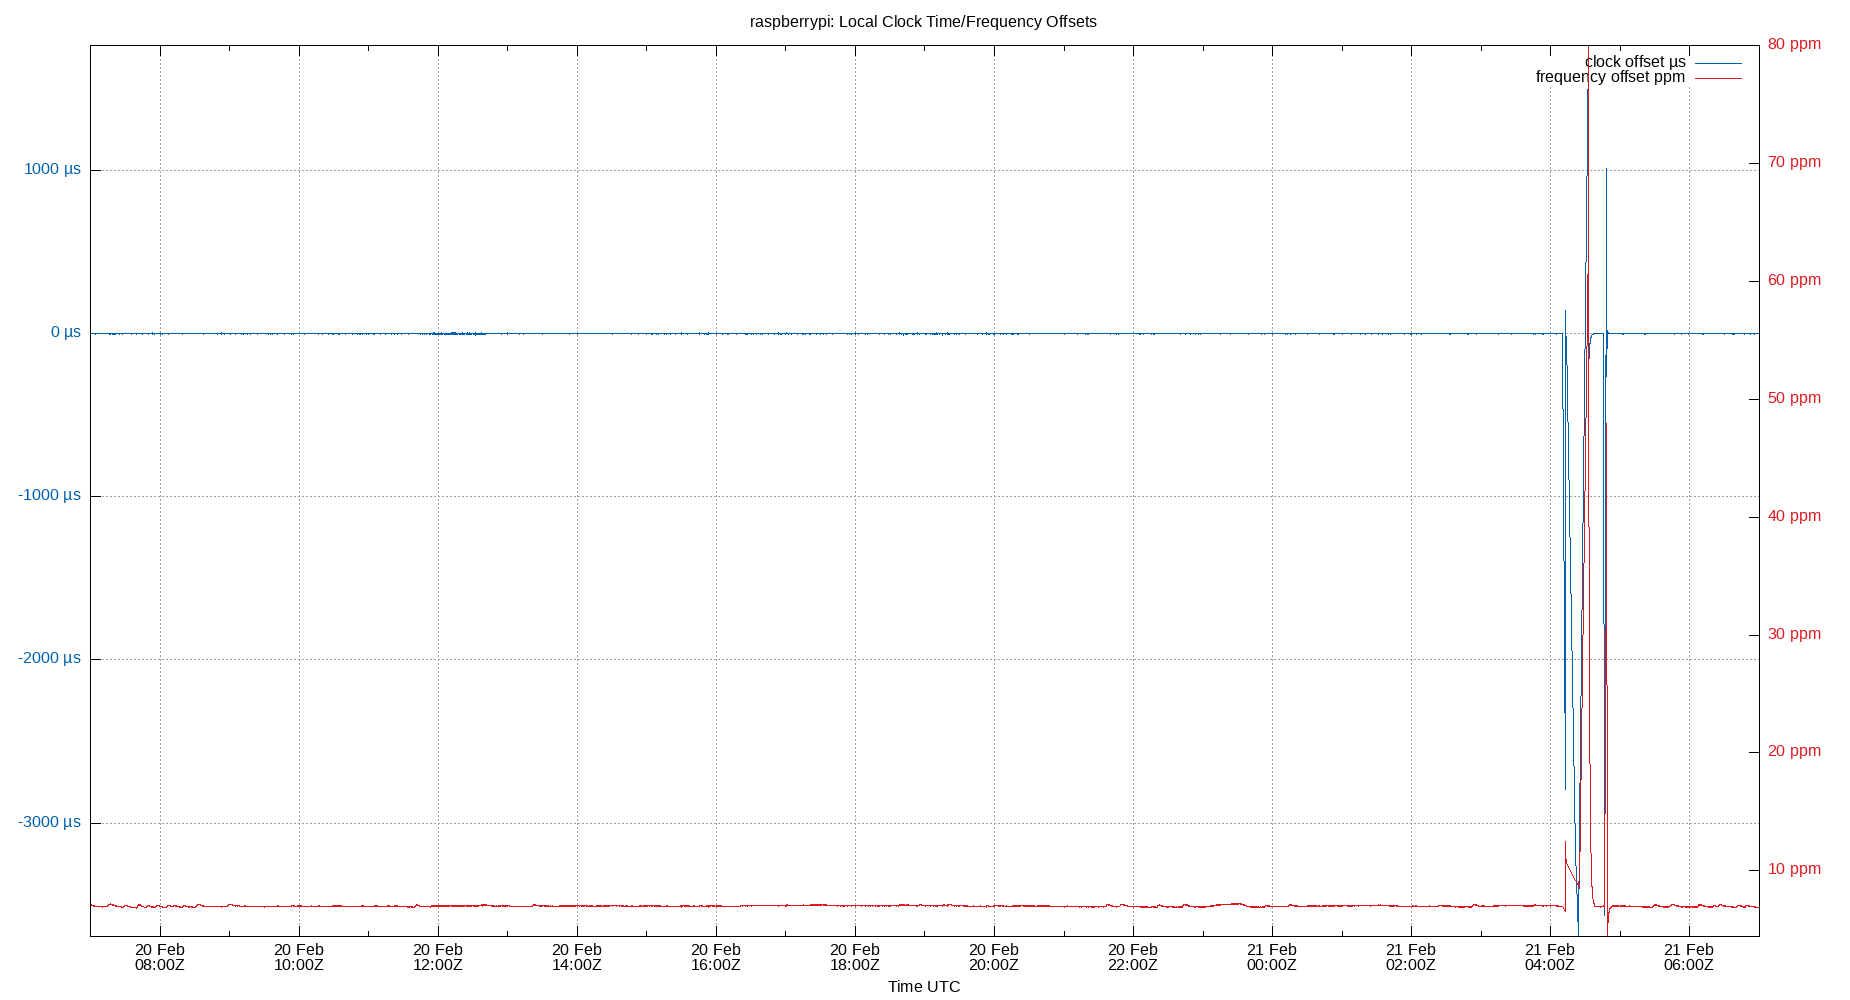 raspberrypi: Local Clock Time/Frequency Offsets
80 ppm
clock offset µs
frequency offset ppm
1000 µs
70 ppm
60 ppm
0 µs
50 ppm
-1000 µs
40 ppm
30 ppm
-2000 µs
20 ppm
-3000 µs
10 ppm
20 Feb 20 Feb 20 Feb 20 Feb 20 Feb 20 Feb 20 Feb 20 Feb 21 Feb 21 Feb 21 Feb 21 Feb
08:00Z 10:00Z 12:00Z 14:00Z 16:00Z 18:00Z 20:00Z 22:00Z 00:00Z 02:00Z 04:00Z 06:00Z
Time UTC